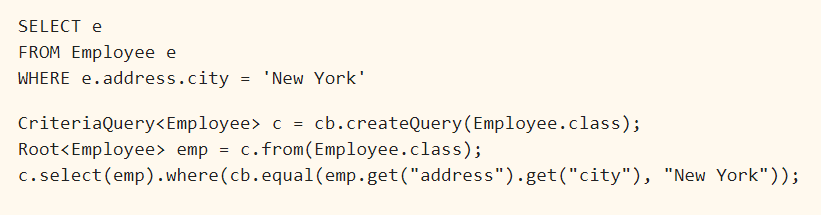 SELECT e
FROM Employee e
WHERE e.address.city = 'New York'
CriteriaQuery<Employee> c = cb.createQuery(Employee.class);
Root<Employee> emp = c.from(Employee.class);
c.select(emp).where(cb.equal(emp.get("address").get("city"), "New York"));